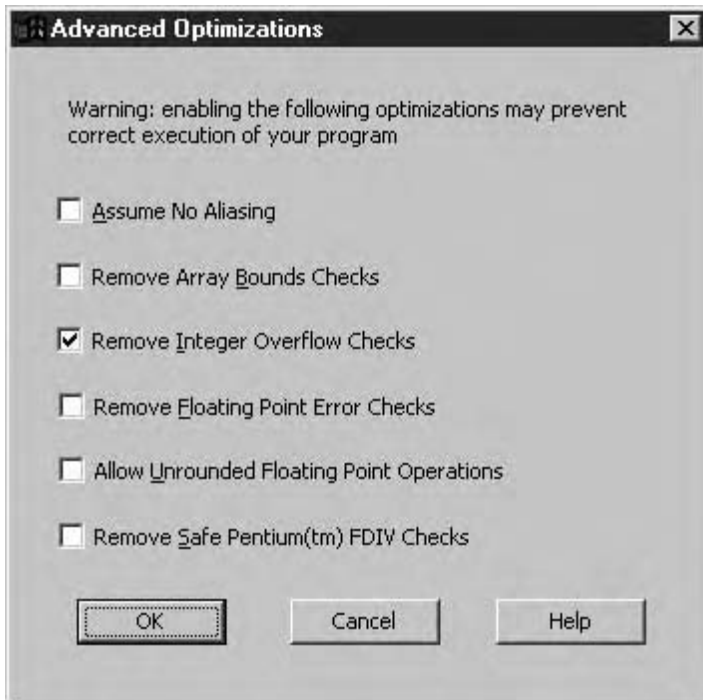 Advanced Optimizations
Warning: enabling the following optimizations may prevent
correct execution of your program
Assume No Aliasing
Remove Array Bounds Checks
Remove Integer Overflow Checks
Remove Floating Point Error Checks
Allow Unrounded Floating Point Operations
Remove Safe Pentium(tm) FDIV Checks
OK Cancel Help